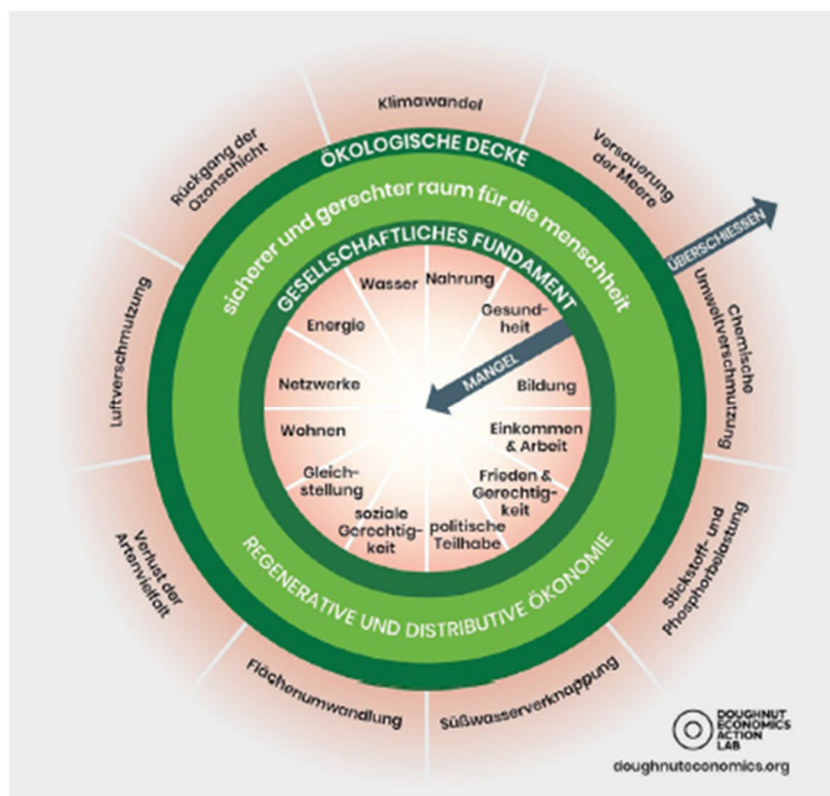 Klimawandel
Versauerung
der Meere
ÜBERSCHIESSEN
Chemische
Umweltverschmutzung
Stickstoff- und
Phosphorbelastung
Süßwasserverknappung
Flächenumwandlung
Verlust der
Artenvielfalt
Luftverschmutzung
Rückgang der
Ozonschicht
ÖKOLOGISCHE DECKE
sicherer und gerechter raum für die menschheit
GESELLSCHAFTLICHES FUNDAMENT
Wasser
Nahrung
Gesund-
heit
MANGEL
Bildung
Einkommen
& Arbeit
Frieden &
Gerechtig-
keit
politische
Teilhabe
soziale
Gerechtig-
keit
Gleich-
stellung
Wohnen
Netzwerke
Energie
REGENERATIVE UND DISTRIBUTIVE ÖKONOMIE
DOUGHNUT
ECONOMICS
ACTION
LAB
doughnuteconomics.org